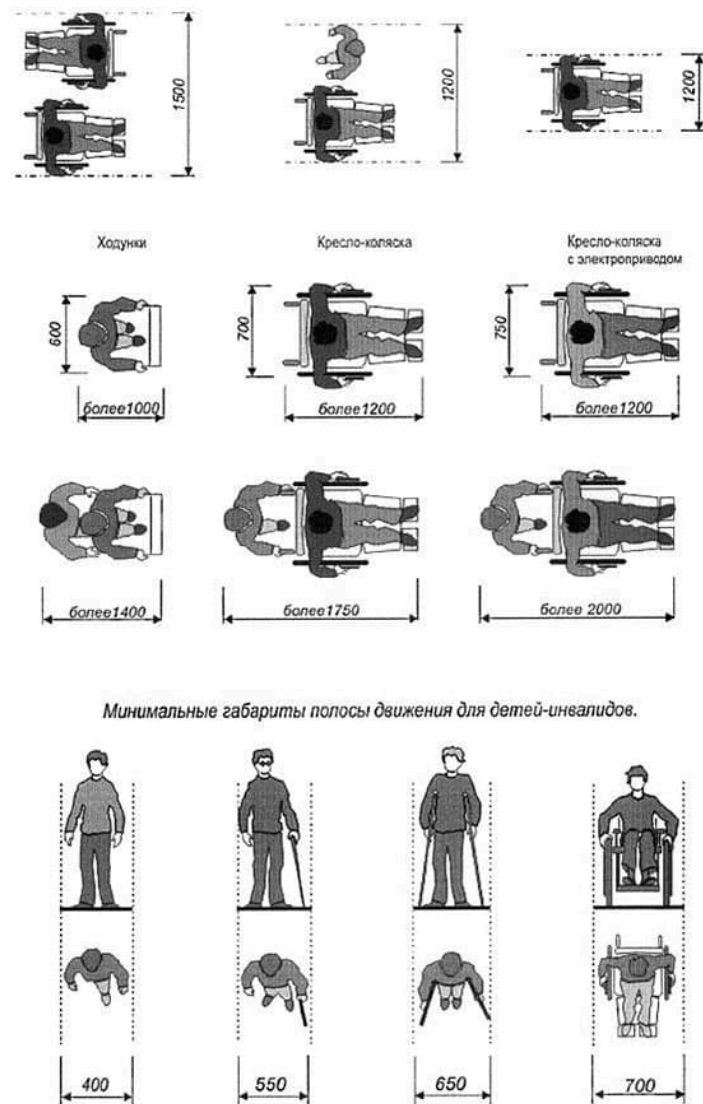 1500
1200
1200
Ходунки
Кресло-коляска
Кресло-коляска
с электроприводом
600
700
750
более1000
более1200
более1200
более1400
более1750
более 2000
Минимальные габариты полосы движения для детей-инвалидов.
400
550
650
700